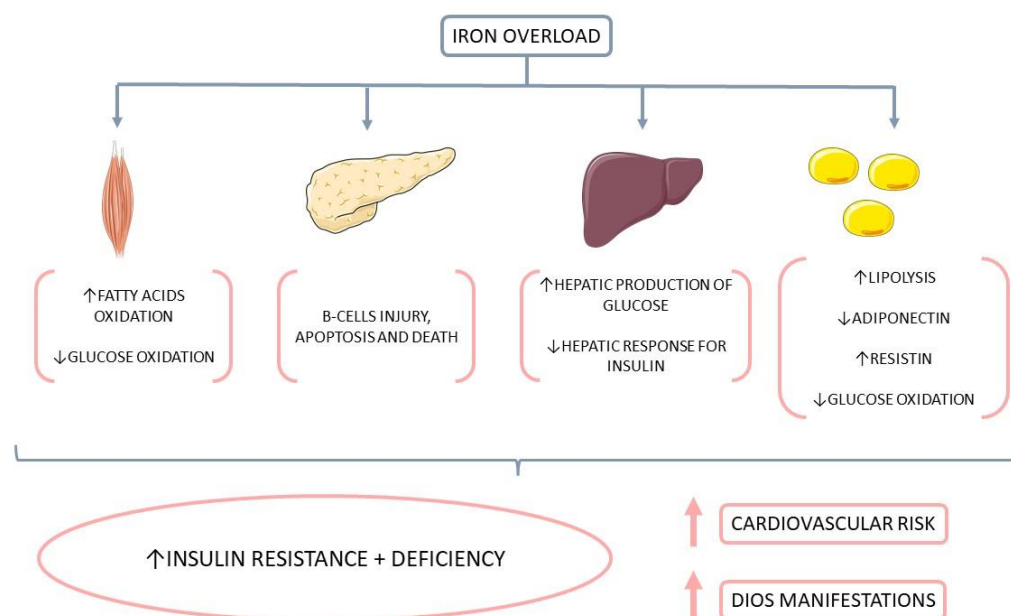 IRON OVERLOAD
↑FATTY ACIDS
OXIDATION
↓GLUCOSE OXIDATION
B-CELLS INJURY,
APOPTOSIS AND DEATH
↑HEPATIC PRODUCTION OF
GLUCOSE
↓HEPATIC RESPONSE FOR
INSULIN
↑LIPOLYSIS
↓ADIPONECTIN
↑RESISTIN
↓GLUCOSE OXIDATION
↑INSULIN RESISTANCE + DEFICIENCY
CARDIOVASCULAR RISK
DIOS MANIFESTATIONS